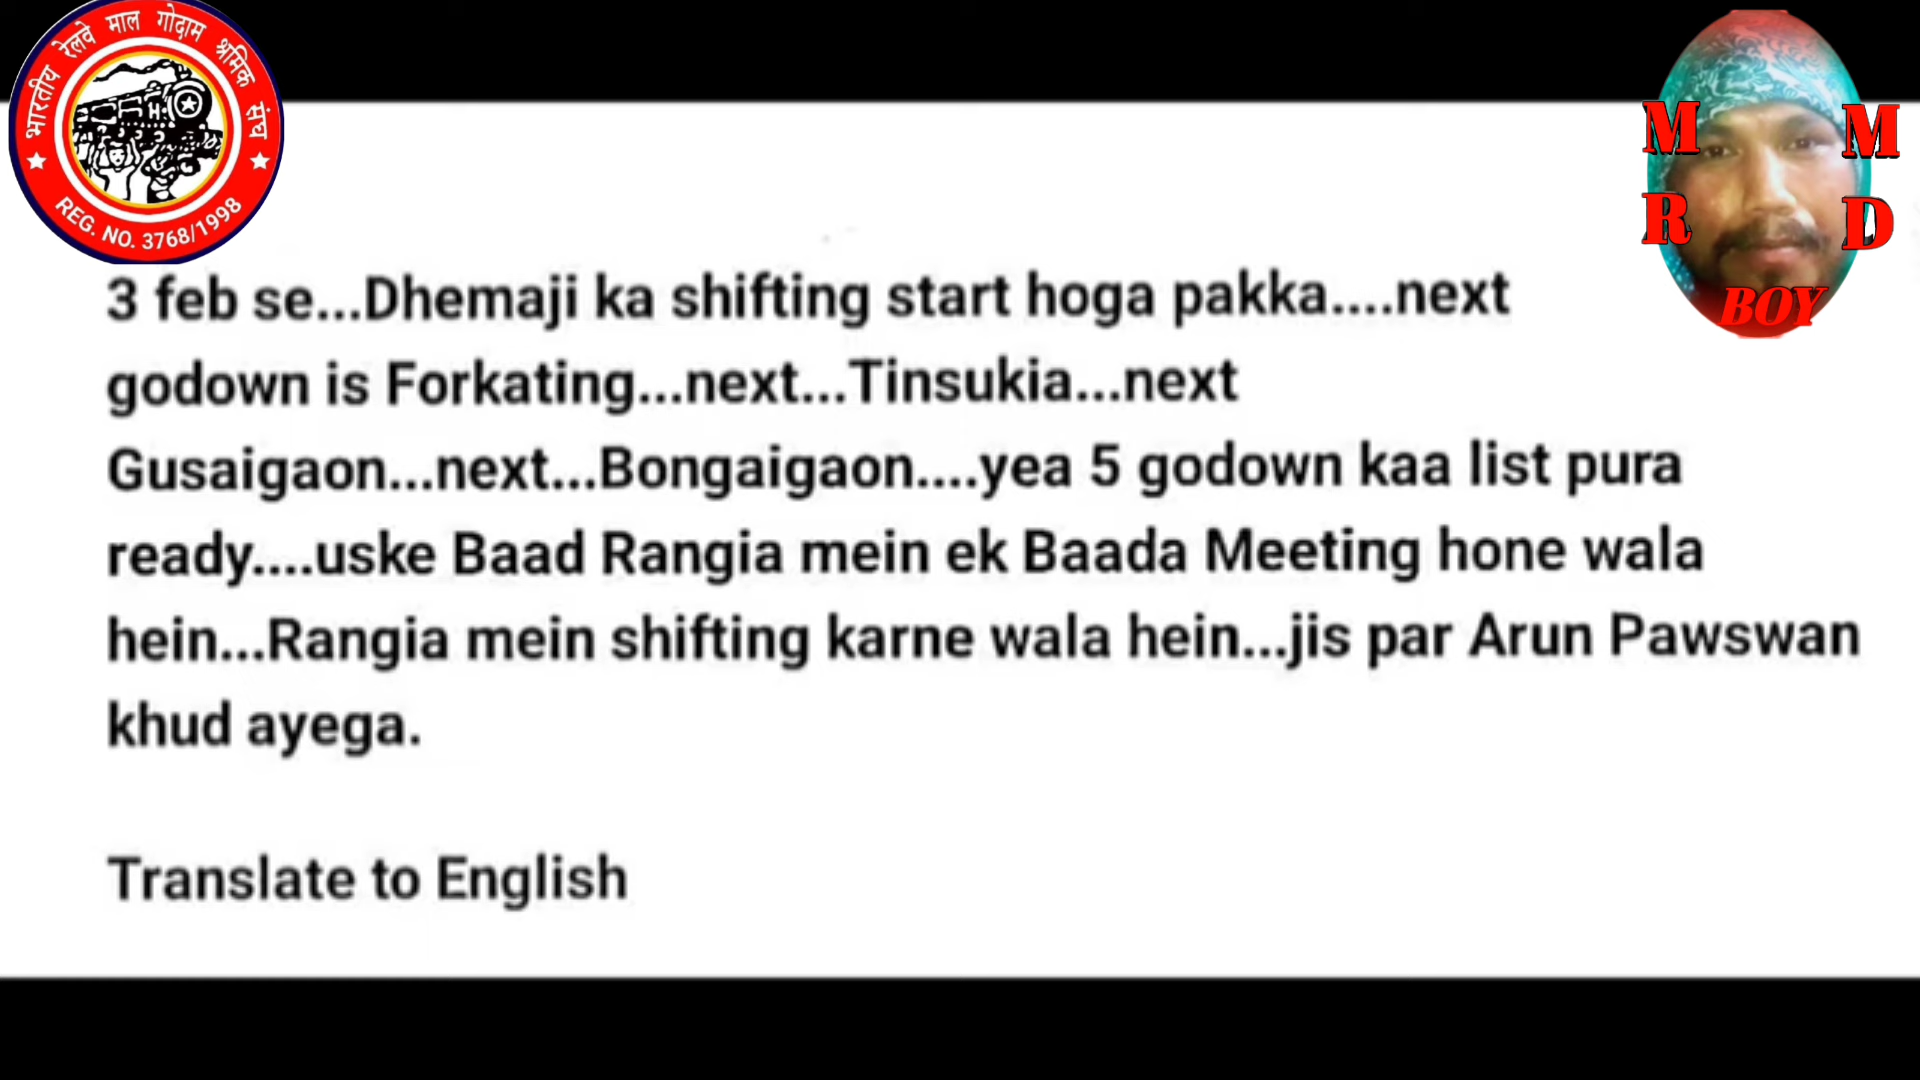 भारतीय रेलवे माल गोदाम श्रमिक संघ
REG. NO. 3768/1998
M M
R D
BOY
3 feb se...Dhemaji ka shifting start hoga pakka....next
godown is Forkating...next...Tinsukia...next
Gusaigaon...next...Bongaigaon....yea 5 godown kaa list pura
ready....uske Baad Rangia mein ek Baada Meeting hone wala
hein...Rangia mein shifting karne wala hein...jis par Arun Pawswan
khud ayega.
Translate to English